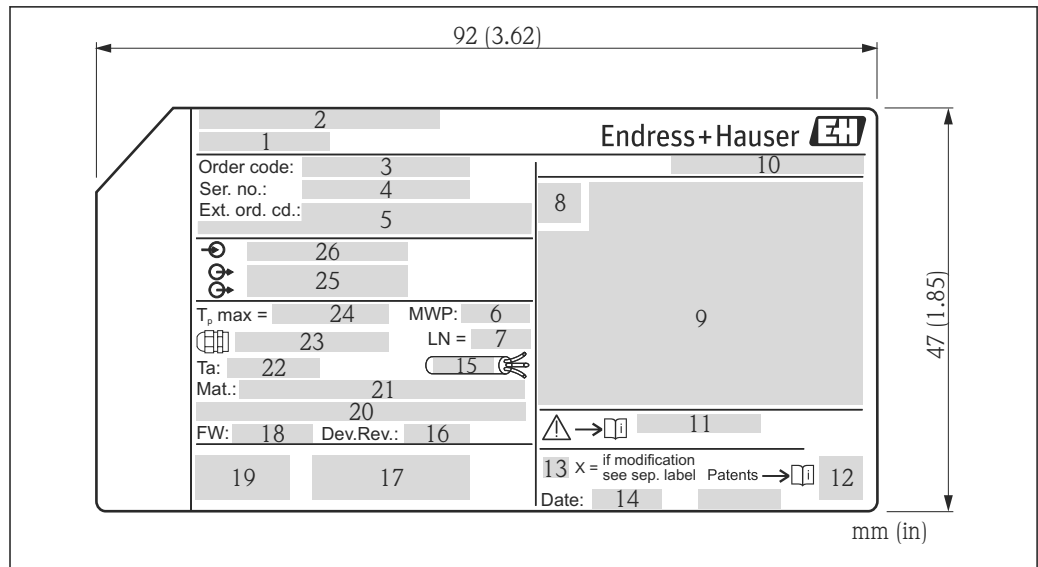 92 (3.62)
2
1
Endress+Hauser EH
Order code: 3
Ser. no.: 4
Ext. ord. cd.:
5
10
8
26
25
9
Tp max = 24 MWP: 6
23 LN = 7
Ta: 22 15
Mat.: 21
20
FW: 18 Dev.Rev.: 16
19 17
i 11
13 X = if modification
see sep. label Patents i 12
Date: 14
47 (1.85)
mm (in)